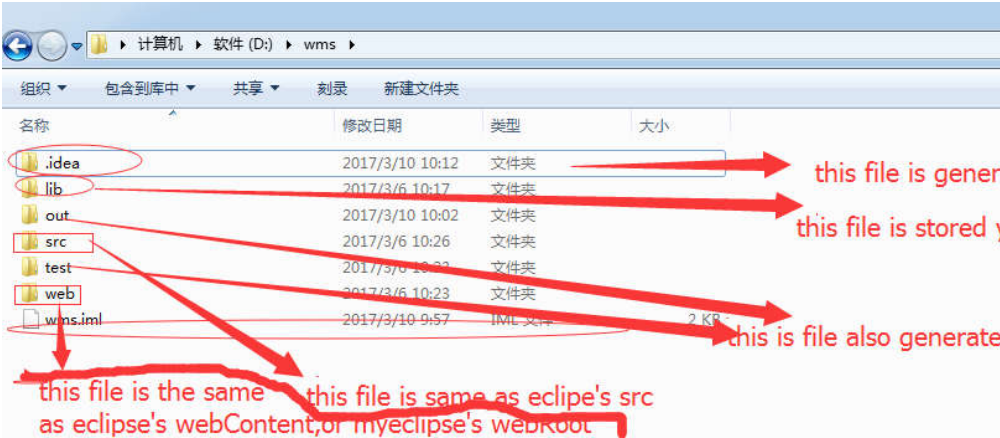 计算机 软件 (D:) wms
组织 包含到库中 共享 刻录 新建文件夹
名称 修改日期 类型 大小
.idea 2017/3/10 10:12 文件夹
this file is gener
lib 2017/3/6 10:17 文件夹
out 2017/3/10 10:02 文件夹
this file is stored y
src 2017/3/6 10:26 文件夹
test 2017/3/6 文件夹
web 2017/3/6 10:23 文件夹
wms.iml 2017/3/10 9:57 IML 文件 2 KB
this is file also generate
this file is the same
as eclipse's webContent,or myeclipse's webRoot
this file is same as eclipe's src